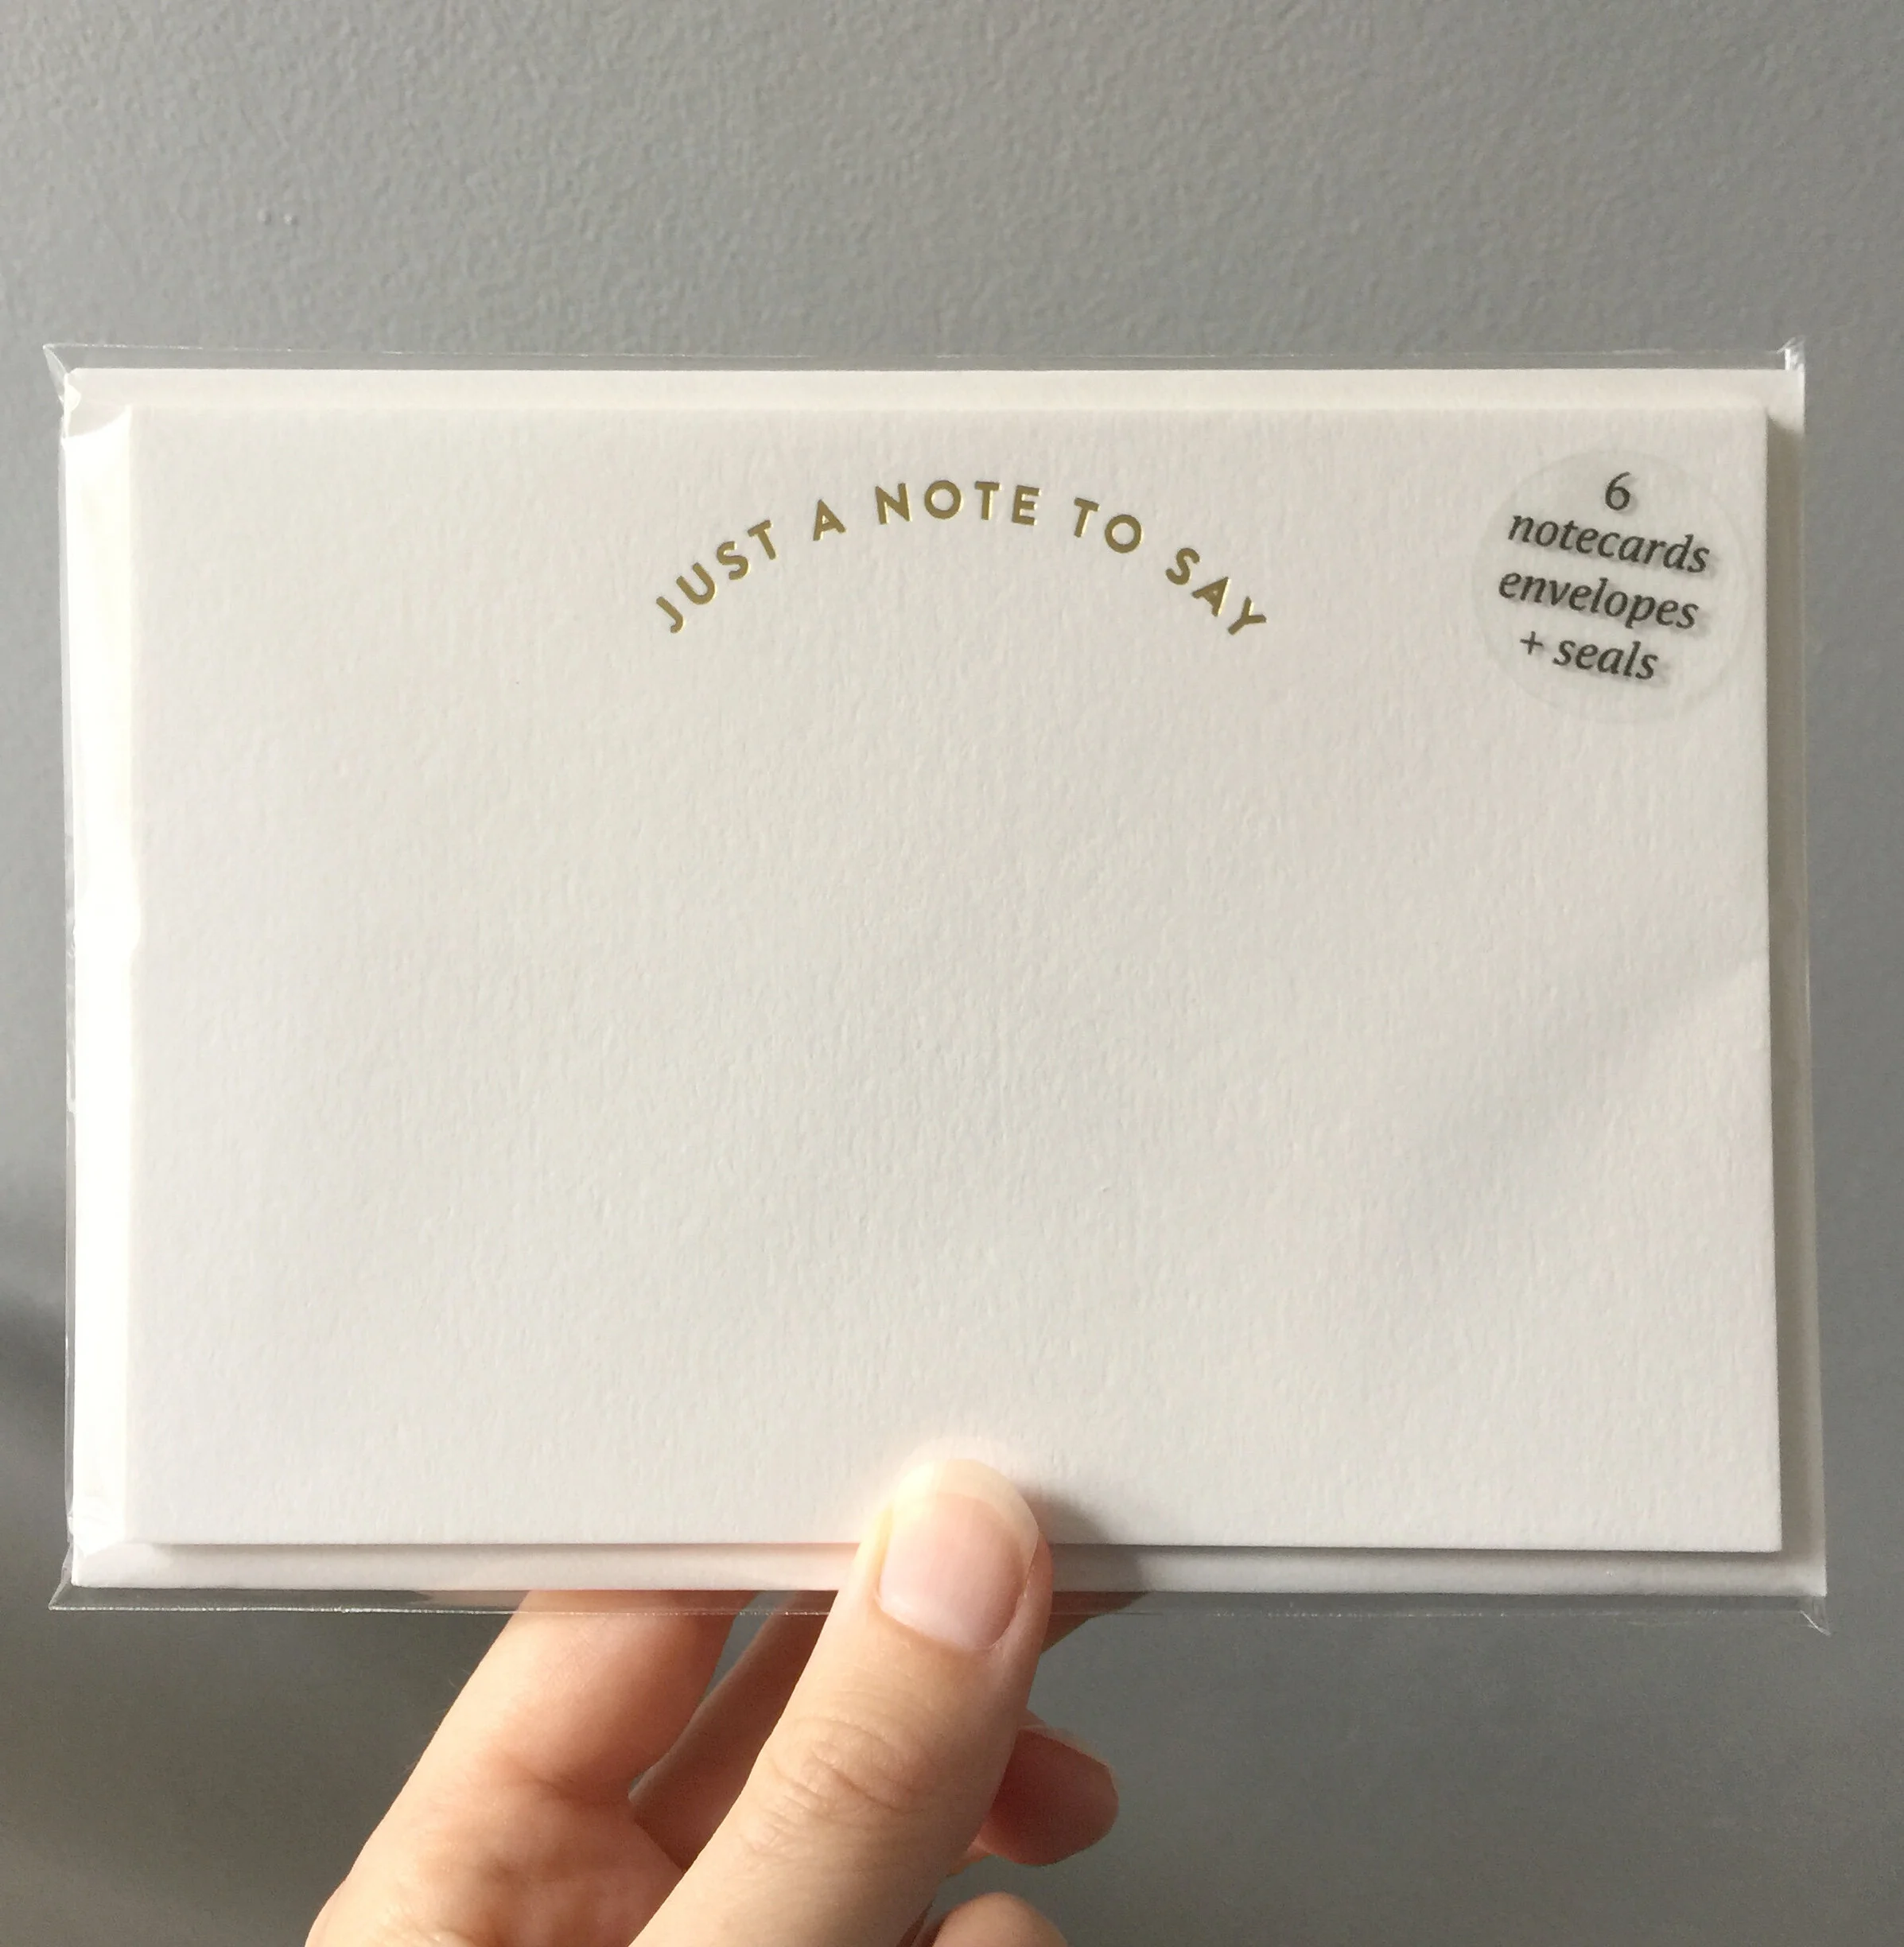 JUST A NOTE TO SAY
6
notecards
envelopes
+ seals